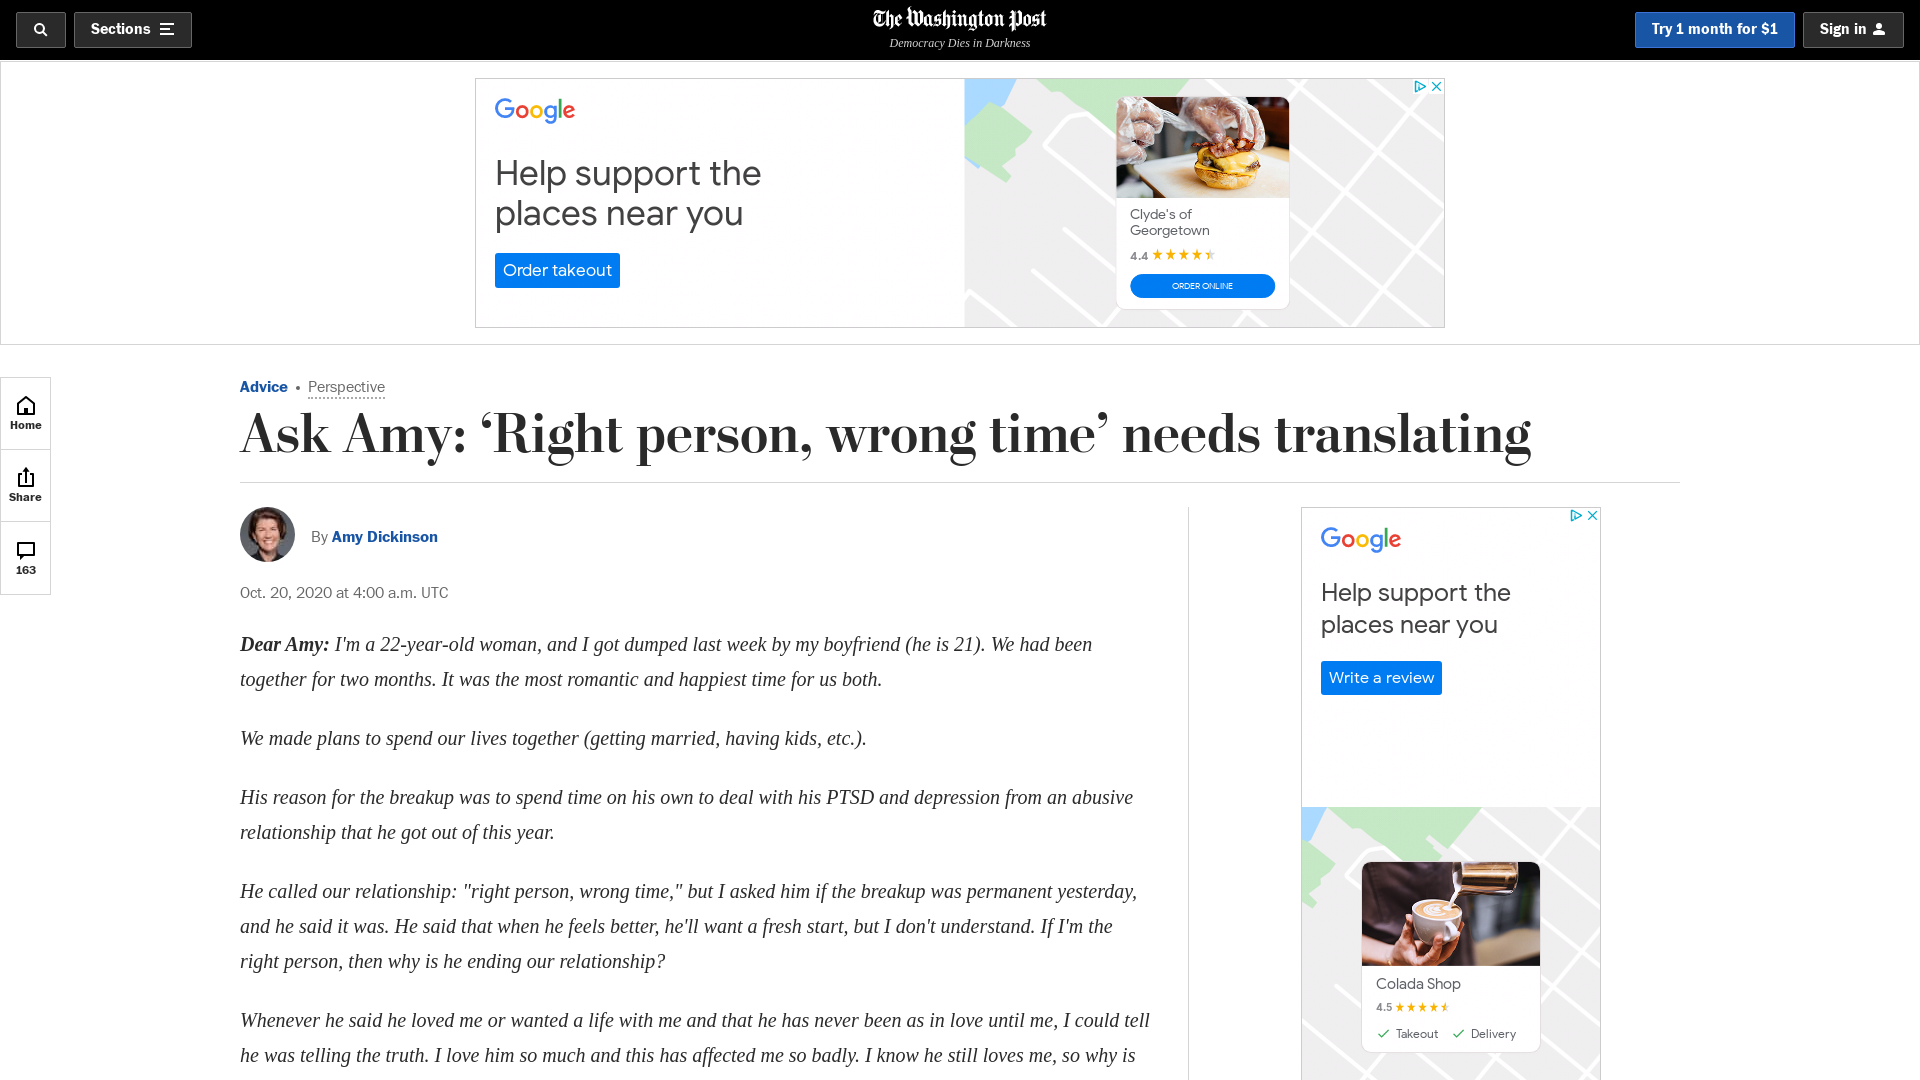 Sections
The Washington Post
Democracy Dies in Darkness
Try 1 month for $1
Sign in
Google
Help support the
places near you
Order takeout
Clyde's of
Georgetown
4.4
ORDER ONLINE
Home
Share
163
Advice • Perspective
Ask Amy: ‘Right person, wrong time’ needs translating
By Amy Dickinson
Oct. 20, 2020 at 4:00 a.m. UTC
Dear Amy: I'm a 22-year-old woman, and I got dumped last week by my boyfriend (he is 21). We had been
together for two months. It was the most romantic and happiest time for us both.
We made plans to spend our lives together (getting married, having kids, etc.).
His reason for the breakup was to spend time on his own to deal with his PTSD and depression from an abusive
relationship that he got out of this year.
He called our relationship: "right person, wrong time," but I asked him if the breakup was permanent yesterday,
and he said it was. He said that when he feels better, he'll want a fresh start, but I don't understand. If I'm the
right person, then why is he ending our relationship?
Whenever he said he loved me or wanted a life with me and that he has never been as in love until me, I could tell
he was telling the truth. I love him so much and this has affected me so badly. I know he still loves me, so why is
Google
Help support the
places near you
Write a review
Colada Shop
4.5
Takeout Delivery